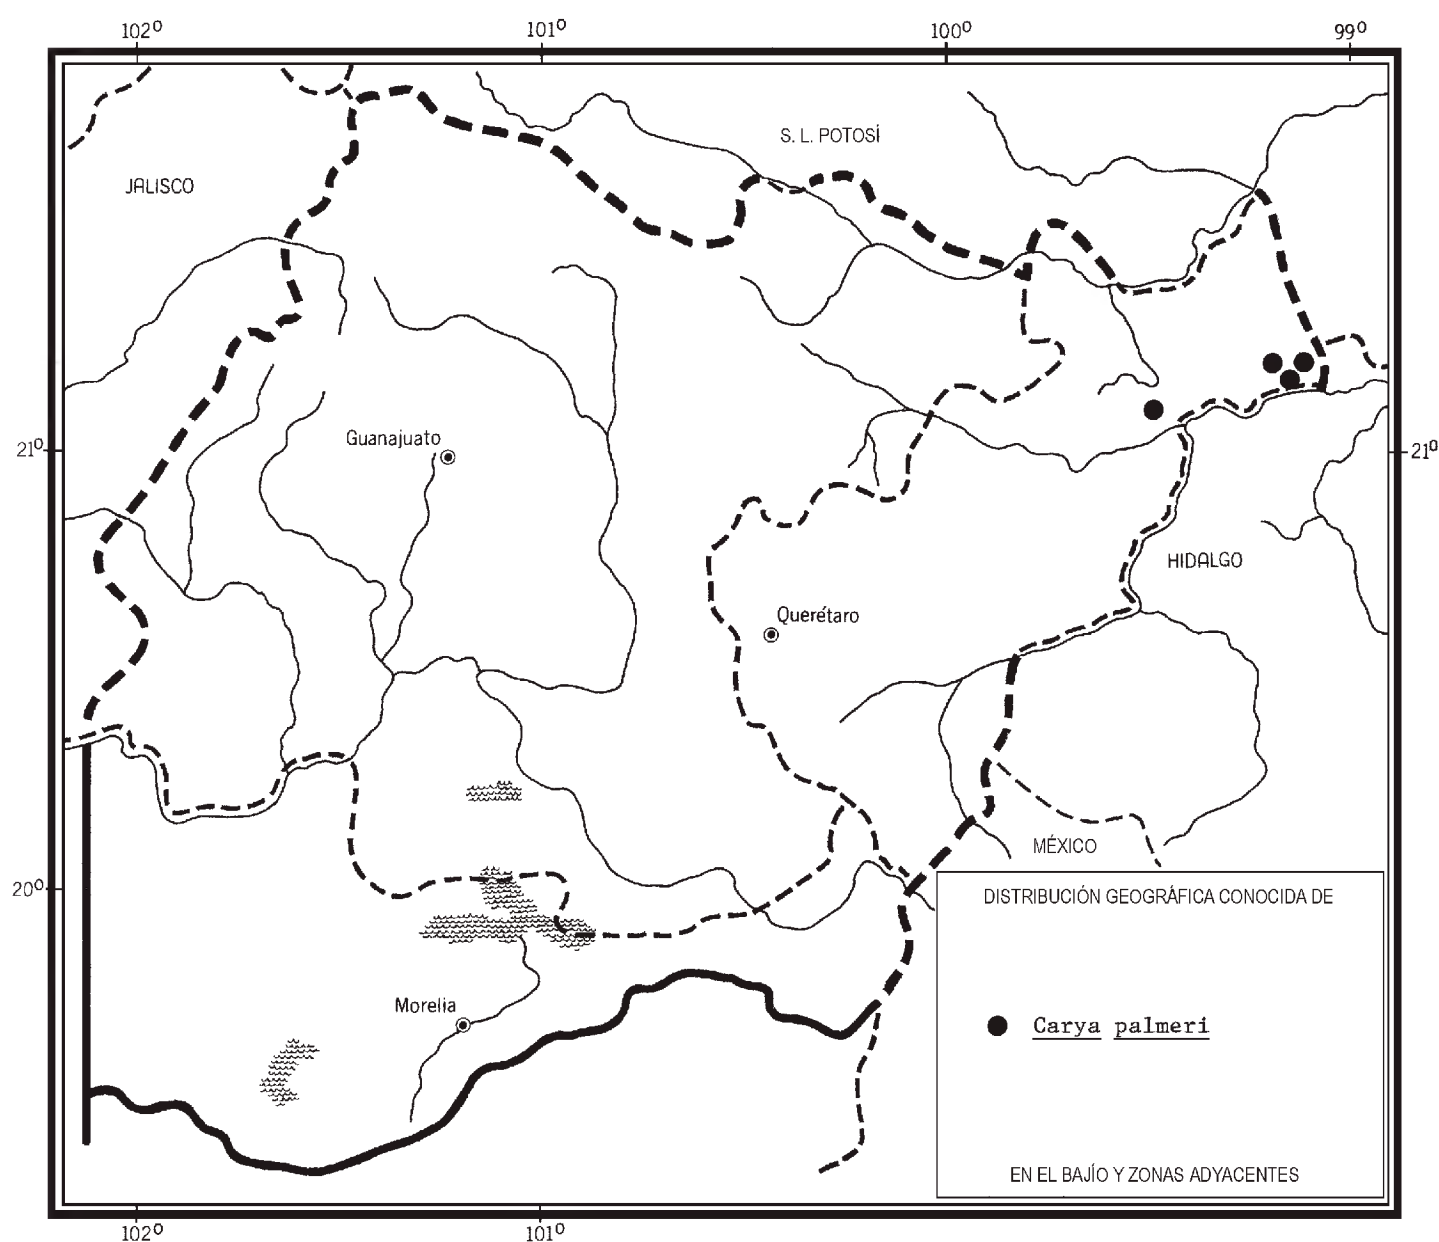 102º 101º 100º 99º
S. L. POTOSÍ
JALISCO
Guanajuato
21º 21º
HIDALGO
Querétaro
MÉXICO
20º
DISTRIBUCIÓN GEOGRÁFICA CONOCIDA DE
Morelia
Carya palmeri
EN EL BAJÍO Y ZONAS ADYACENTES
102º 101º